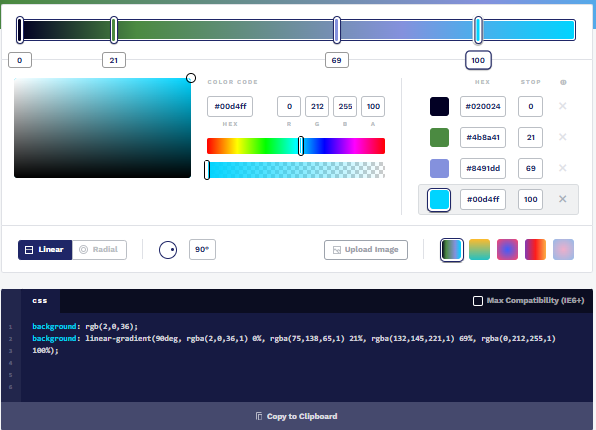 0 21 69 100
COLOR CODE HEX STOP
#00d4ff 0 212 255 100 #020024 0
HEX R G B A
#4b8a41 21
#8491dd 69
#00d4ff 100
Linear Radial 90° Upload Image
css Max Compatibility (IE6+)
1 background: rgb(2,0,36);
2 background: linear-gradient(90deg, rgba(2,0,36,1) 0%, rgba(75,138,65,1) 21%, rgba(132,145,221,1) 69%, rgba(0,212,255,1)
3 100%);
4
5
6
Copy to Clipboard